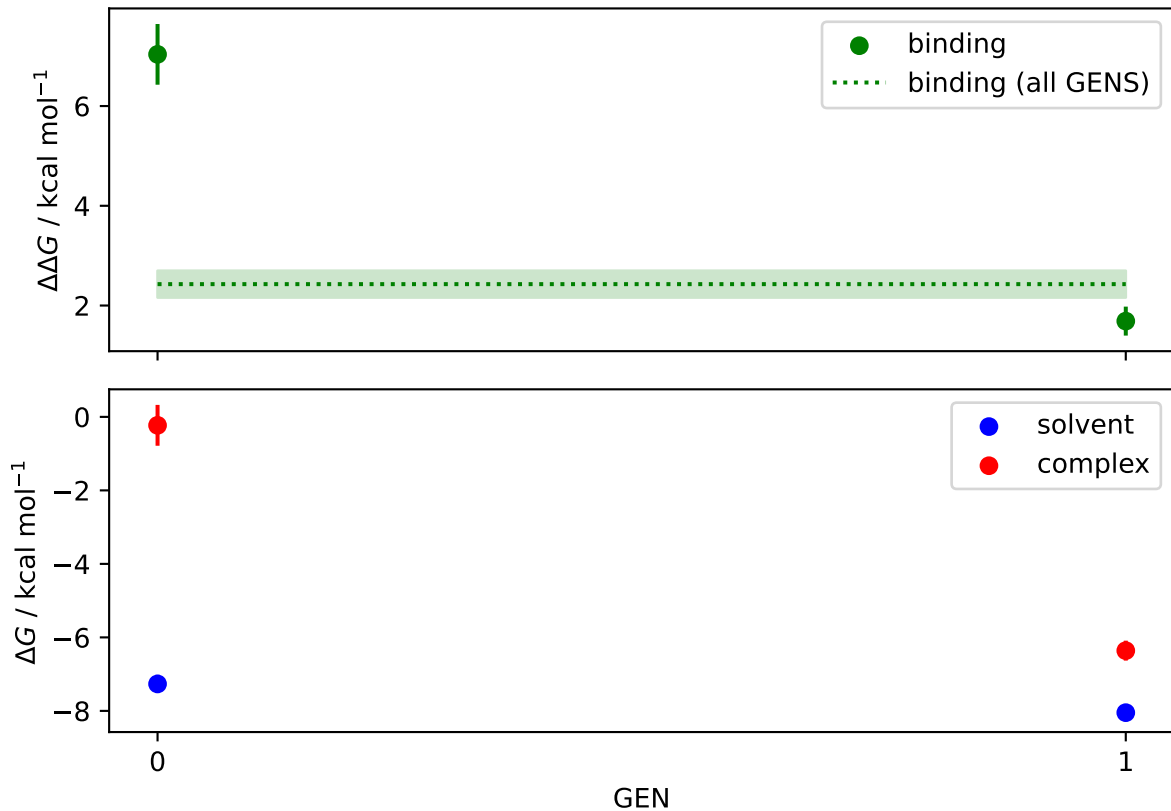 binding
binding (all GENS)
6
4
2
ΔΔG / kcal mol⁻¹
solvent
complex
0
−2
−4
−6
−8
ΔG / kcal mol⁻¹
0
1
GEN